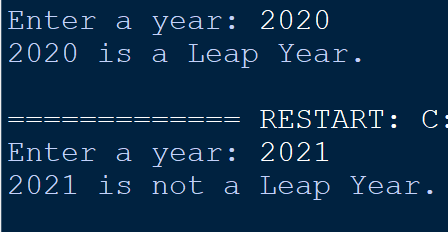 Enter a year: 2020
2020 is a Leap Year.
============= RESTART: C:
Enter a year: 2021
2021 is not a Leap Year.